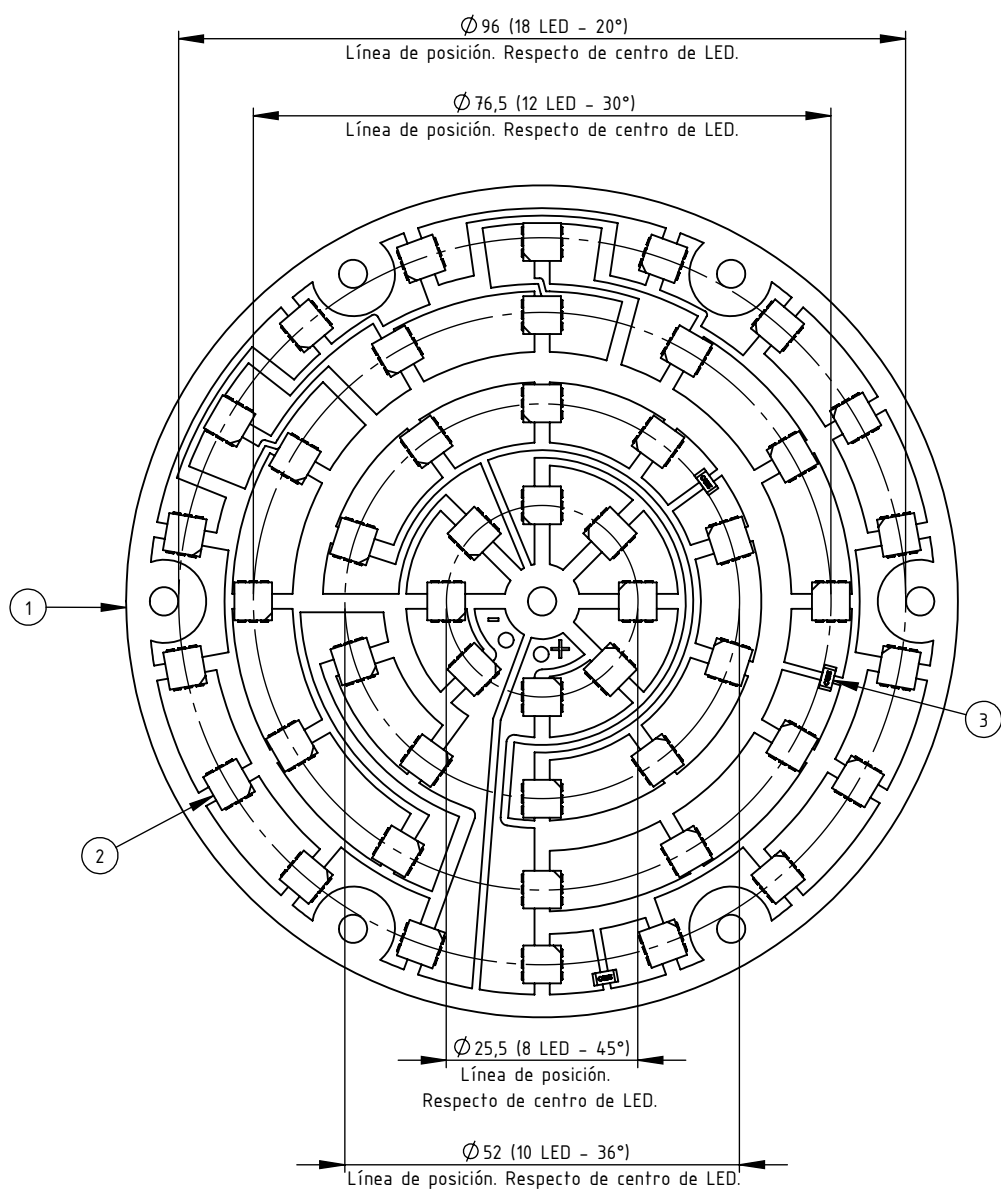 Ø96 (18 LED - 20°)
Línea de posición. Respecto de centro de LED.
Ø76,5 (12 LED - 30°)
Línea de posición. Respecto de centro de LED.
1
-
+
3
2
Ø25,5 (8 LED - 45°)
Línea de posición.
Respecto de centro de LED.
Ø52 (10 LED - 36°)
Línea de posición. Respecto de centro de LED.